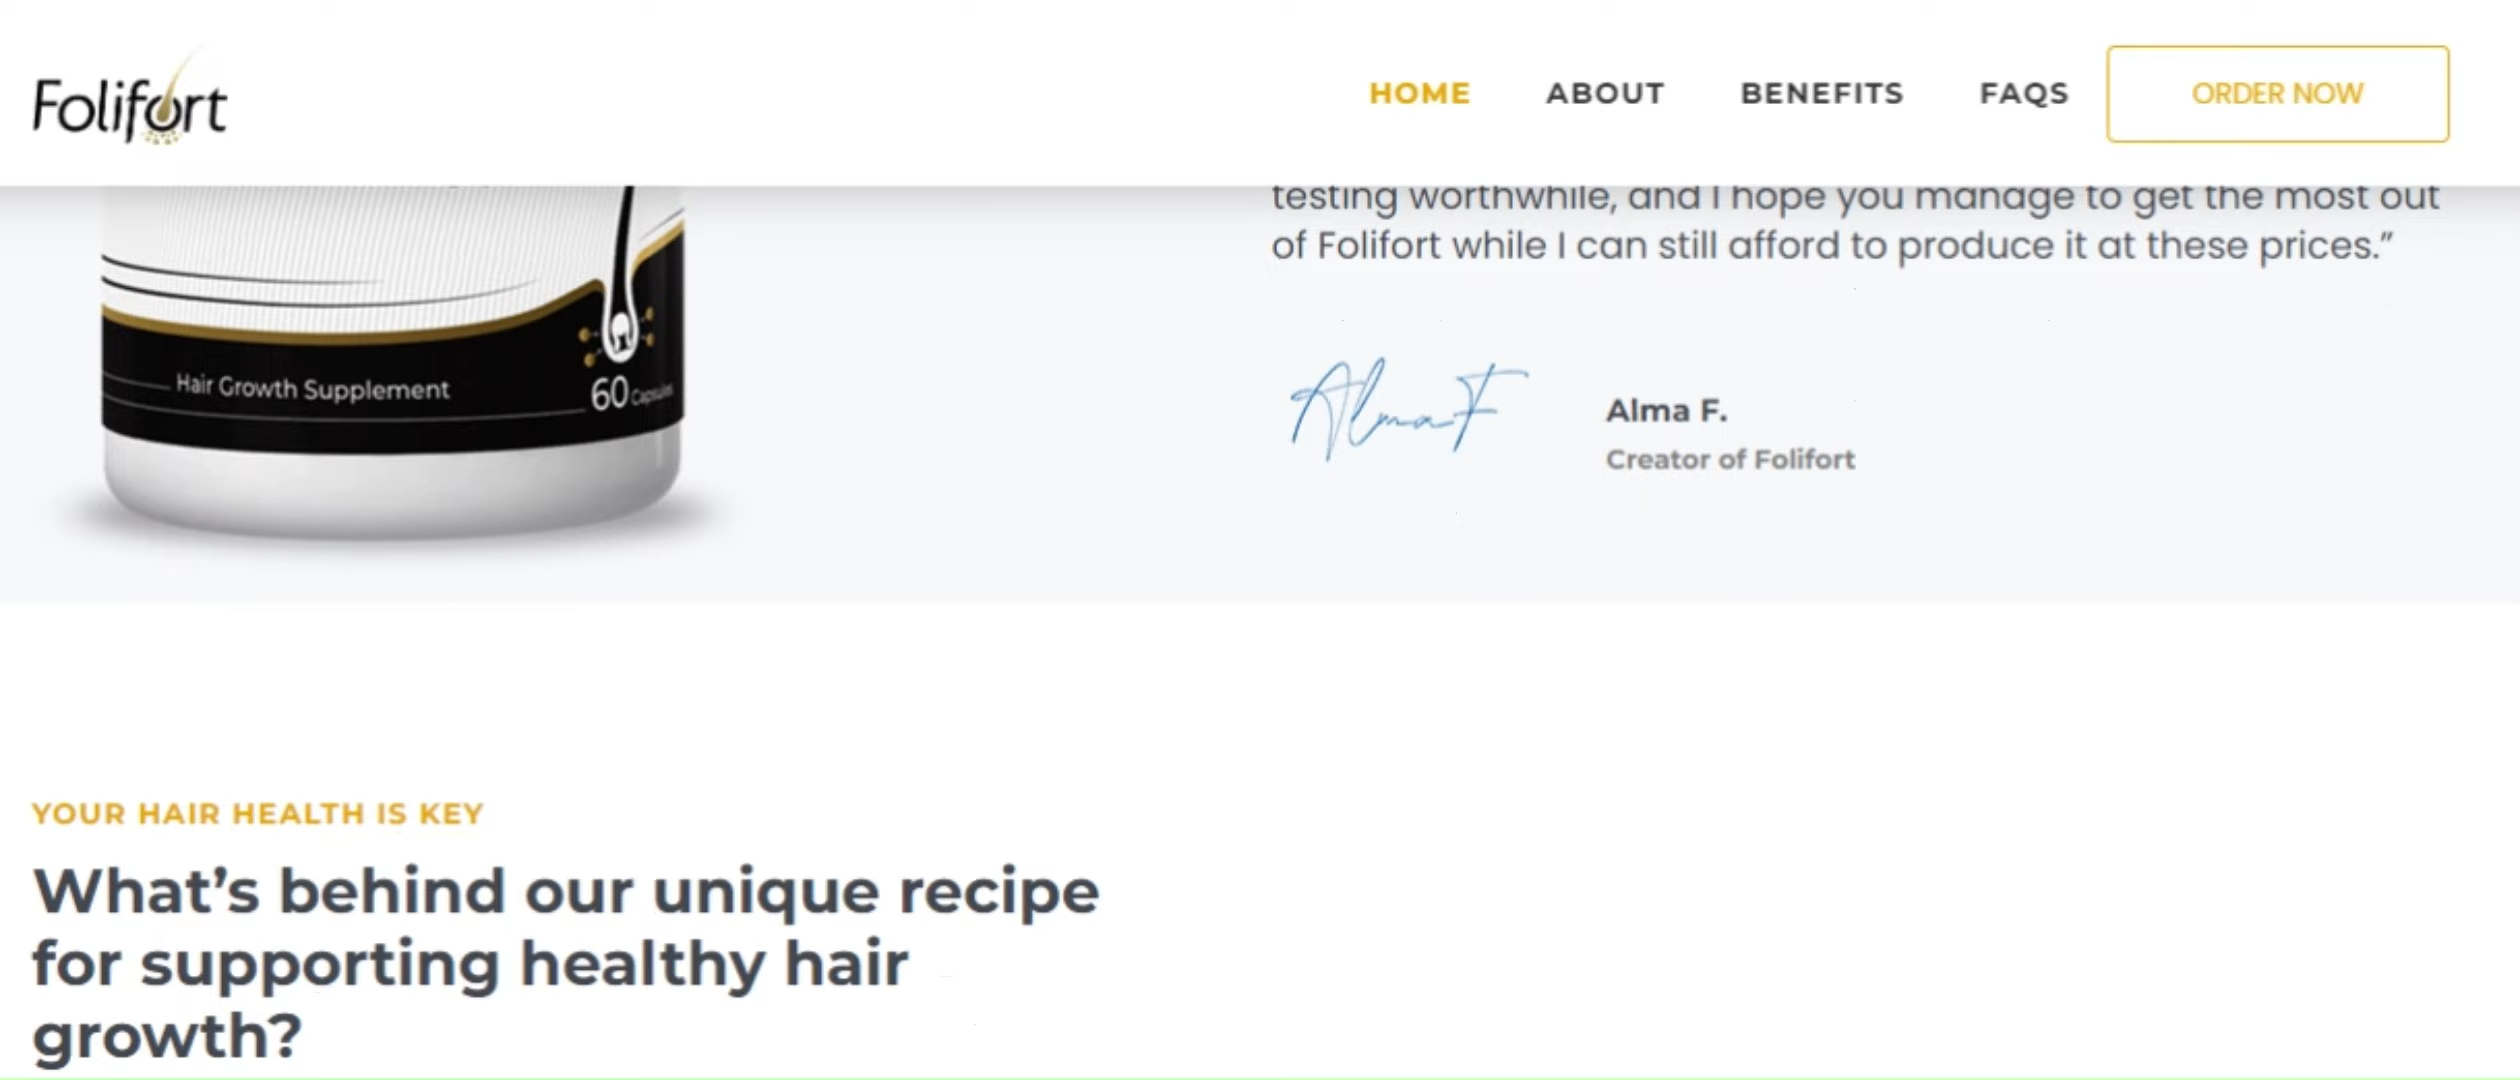 Folifort
HOME ABOUT BENEFITS FAQS ORDER NOW
testing worthwhile, and I hope you manage to get the most out
of Folifort while I can still afford to produce it at these prices.”
Hair Growth Supplement
60 Capsules
Alma F
Alma F.
Creator of Folifort
YOUR HAIR HEALTH IS KEY
What’s behind our unique recipe
for supporting healthy hair
growth?